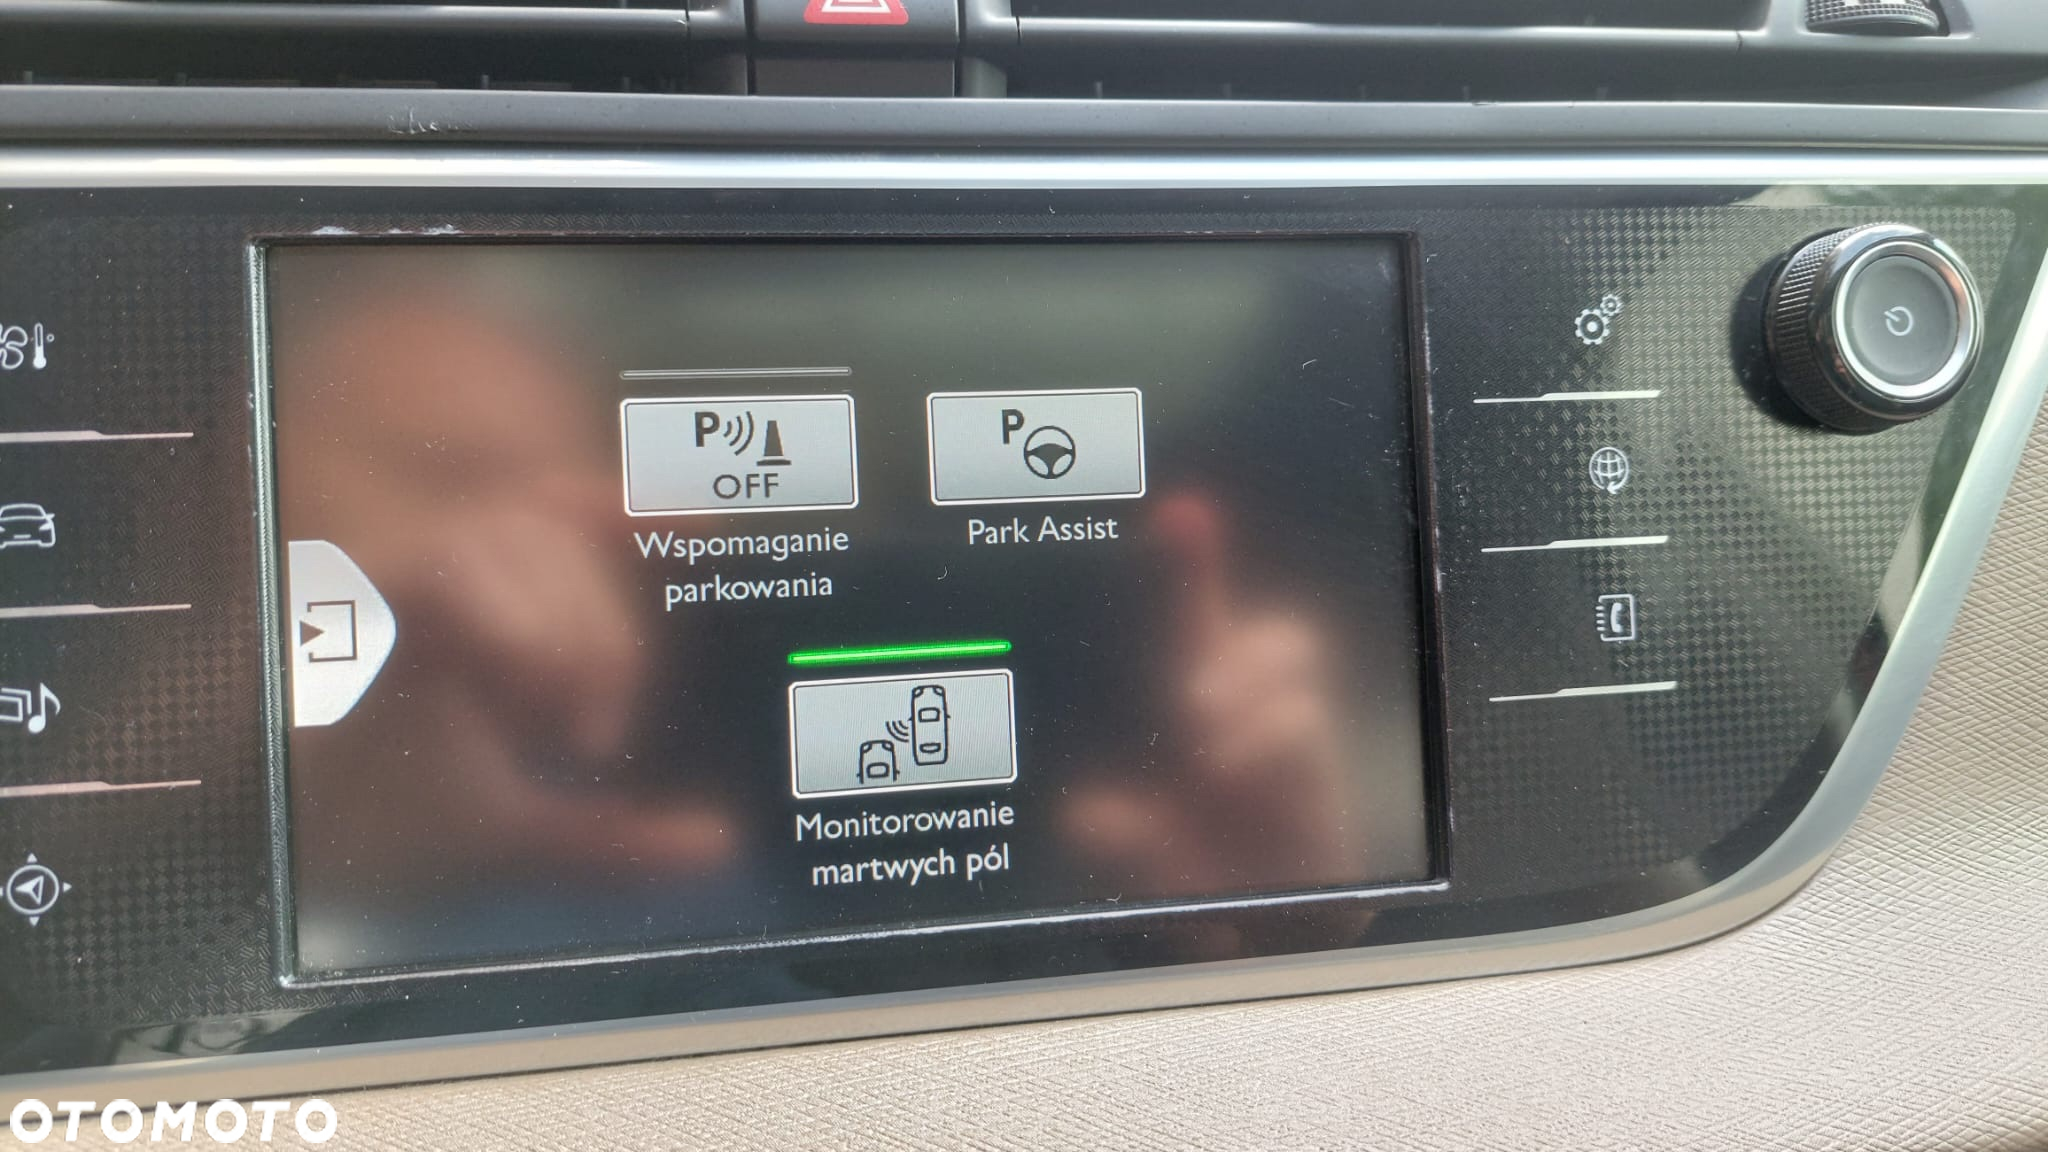 P
OFF
Wspomaganie
parkowania
P
Park Assist
Monitorowanie
martwych pól
OTOMOTO